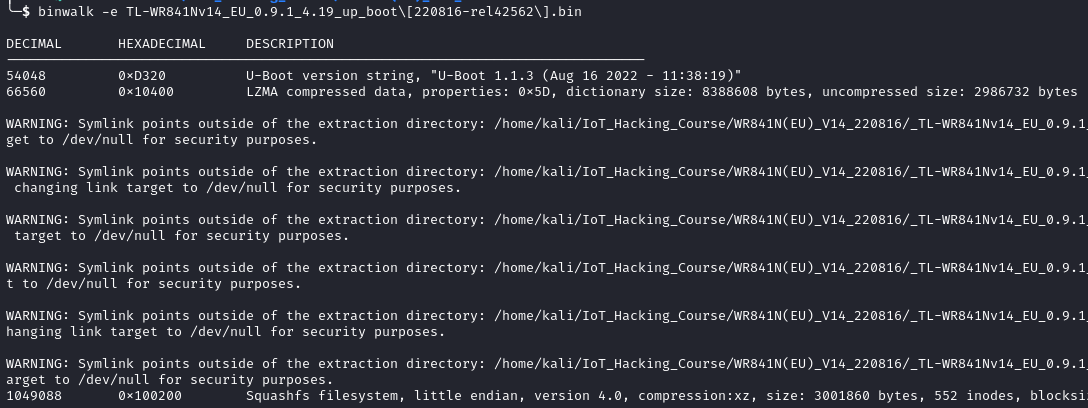 └─$ binwalk -e TL-WR841Nv14_EU_0.9.1_4.19_up_boot\[220816-rel42562\].bin
DECIMAL       HEXADECIMAL     DESCRIPTION
--------------------------------------------------------------------------------
54048         0×D320          U-Boot version string, "U-Boot 1.1.3 (Aug 16 2022 - 11:38:19)"
66560         0×10400         LZMA compressed data, properties: 0×5D, dictionary size: 8388608 bytes, uncompressed size: 2986732 bytes
WARNING: Symlink points outside of the extraction directory: /home/kali/IoT_Hacking_Course/WR841N(EU)_V14_220816/_TL-WR841Nv14_EU_0.9.1_
get to /dev/null for security purposes.
WARNING: Symlink points outside of the extraction directory: /home/kali/IoT_Hacking_Course/WR841N(EU)_V14_220816/_TL-WR841Nv14_EU_0.9.1_
changing link target to /dev/null for security purposes.
WARNING: Symlink points outside of the extraction directory: /home/kali/IoT_Hacking_Course/WR841N(EU)_V14_220816/_TL-WR841Nv14_EU_0.9.1_
target to /dev/null for security purposes.
WARNING: Symlink points outside of the extraction directory: /home/kali/IoT_Hacking_Course/WR841N(EU)_V14_220816/_TL-WR841Nv14_EU_0.9.1_
t to /dev/null for security purposes.
WARNING: Symlink points outside of the extraction directory: /home/kali/IoT_Hacking_Course/WR841N(EU)_V14_220816/_TL-WR841Nv14_EU_0.9.1_
hanging link target to /dev/null for security purposes.
WARNING: Symlink points outside of the extraction directory: /home/kali/IoT_Hacking_Course/WR841N(EU)_V14_220816/_TL-WR841Nv14_EU_0.9.1_
arget to /dev/null for security purposes.
1049088       0×100200        Squashfs filesystem, little endian, version 4.0, compression:xz, size: 3001860 bytes, 552 inodes, blocksi